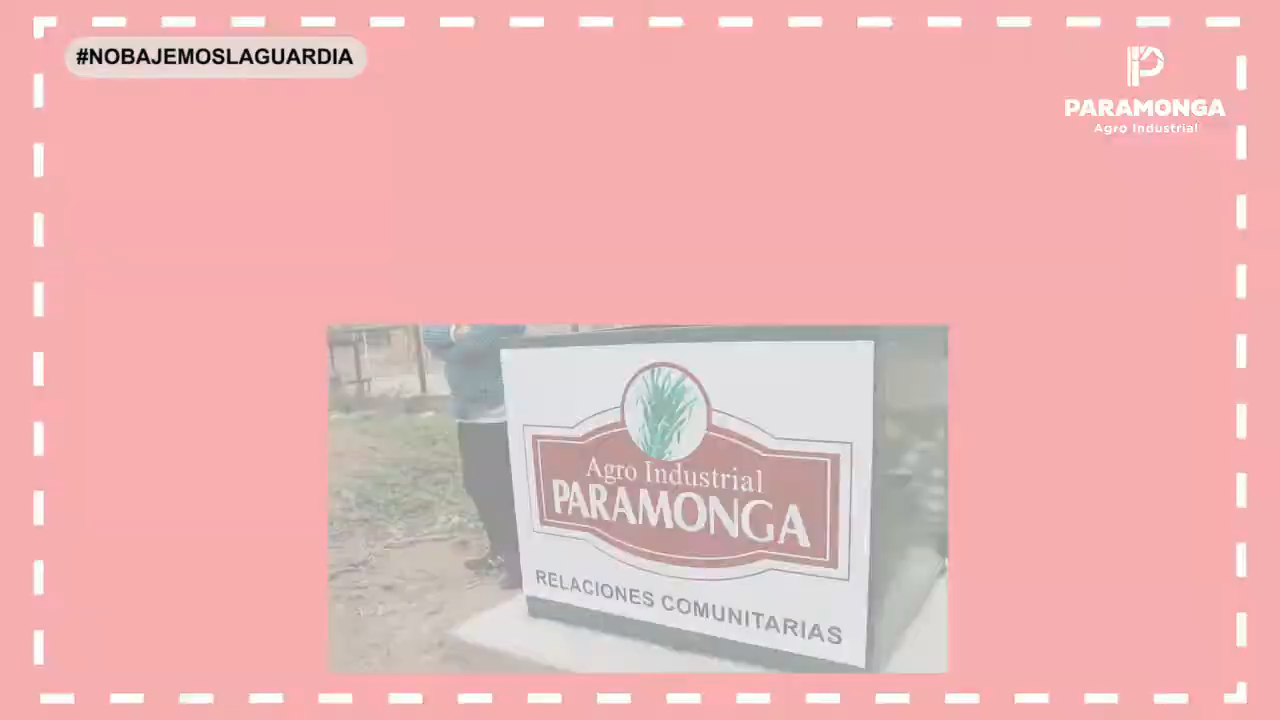 #NOBAJEMOSLAGUARDIA
PARAMONGA
Agro Industrial
Agro Industrial
PARAMONGA
RELACIONES COMUNITARIAS